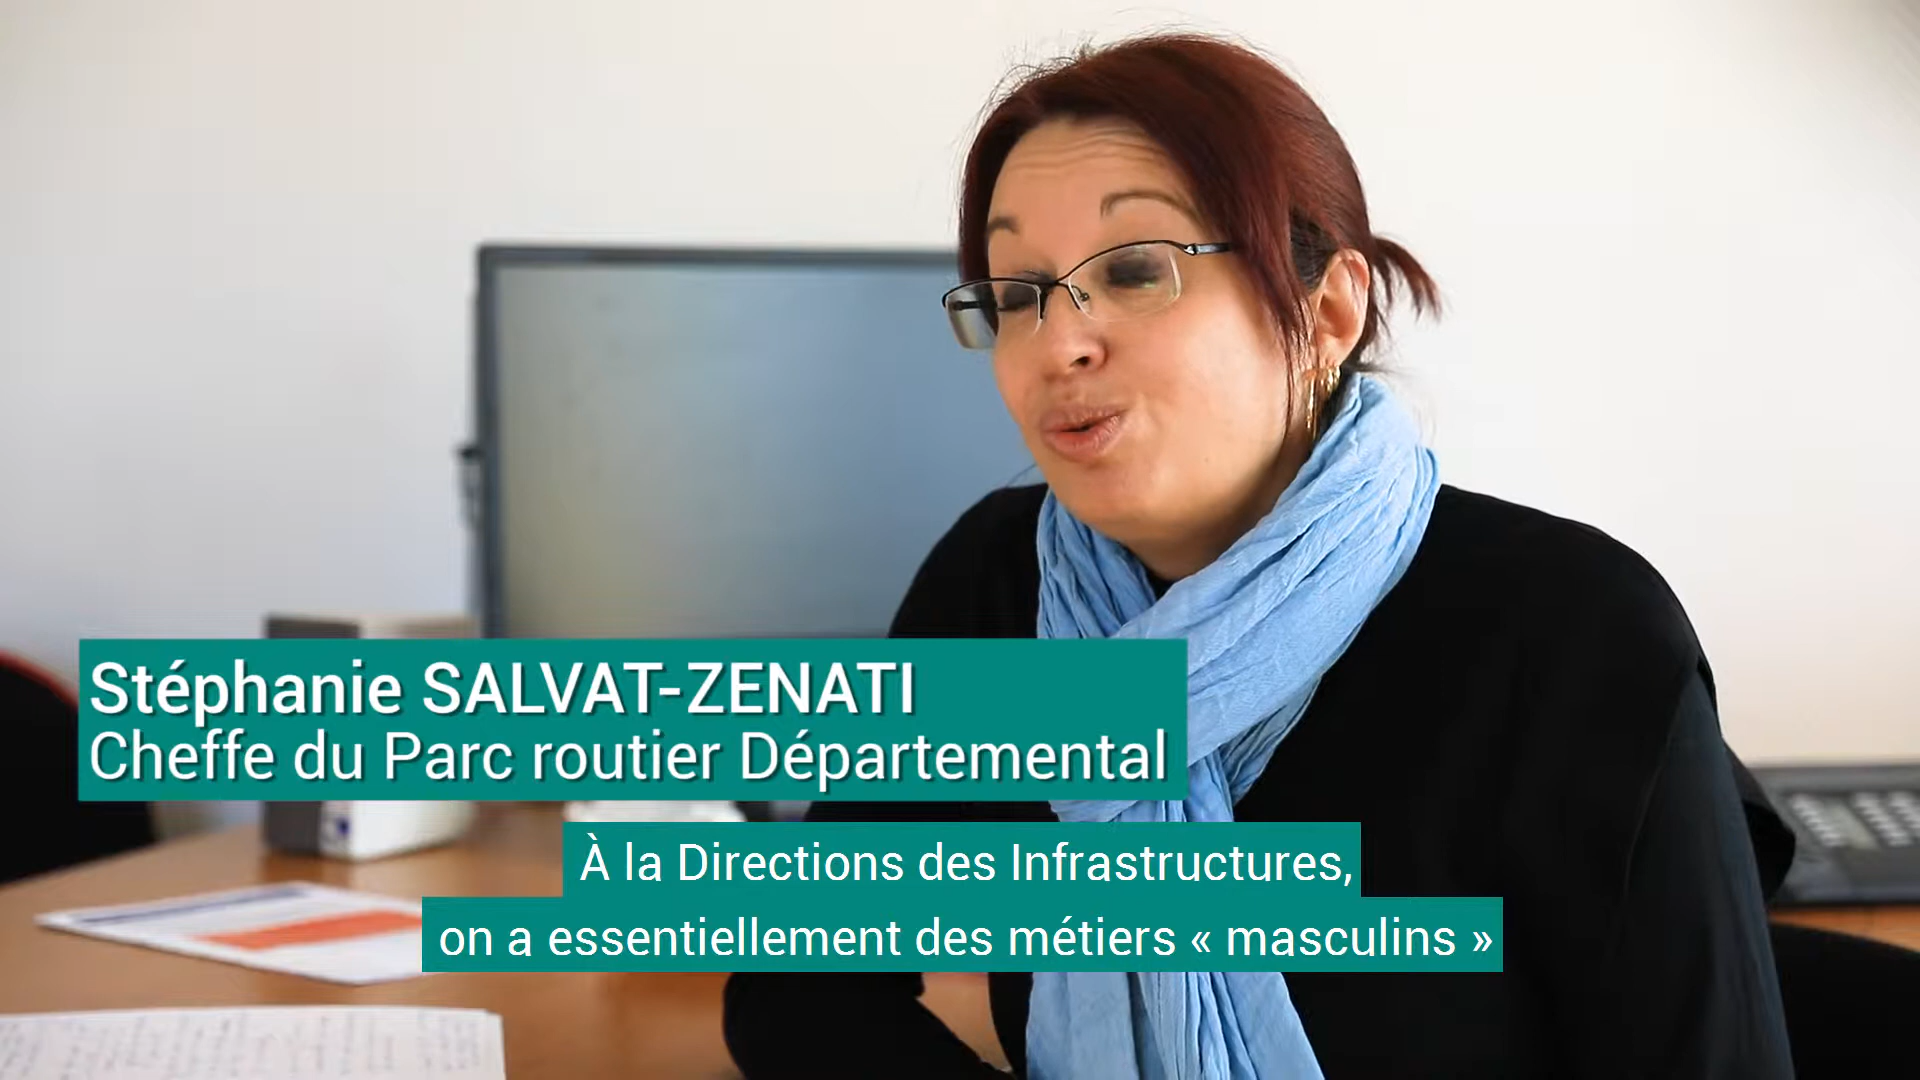 Stéphanie SALVAT-ZENATI
Cheffe du Parc routier Départemental
À la Directions des Infrastructures,
on a essentiellement des métiers « masculins »